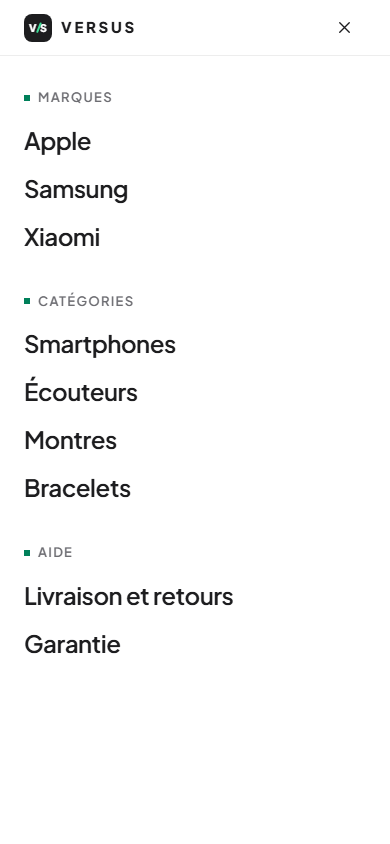 V/S VERSUS
MARQUES
Apple
Samsung
Xiaomi
CATÉGORIES
Smartphones
Écouteurs
Montres
Bracelets
AIDE
Livraison et retours
Garantie